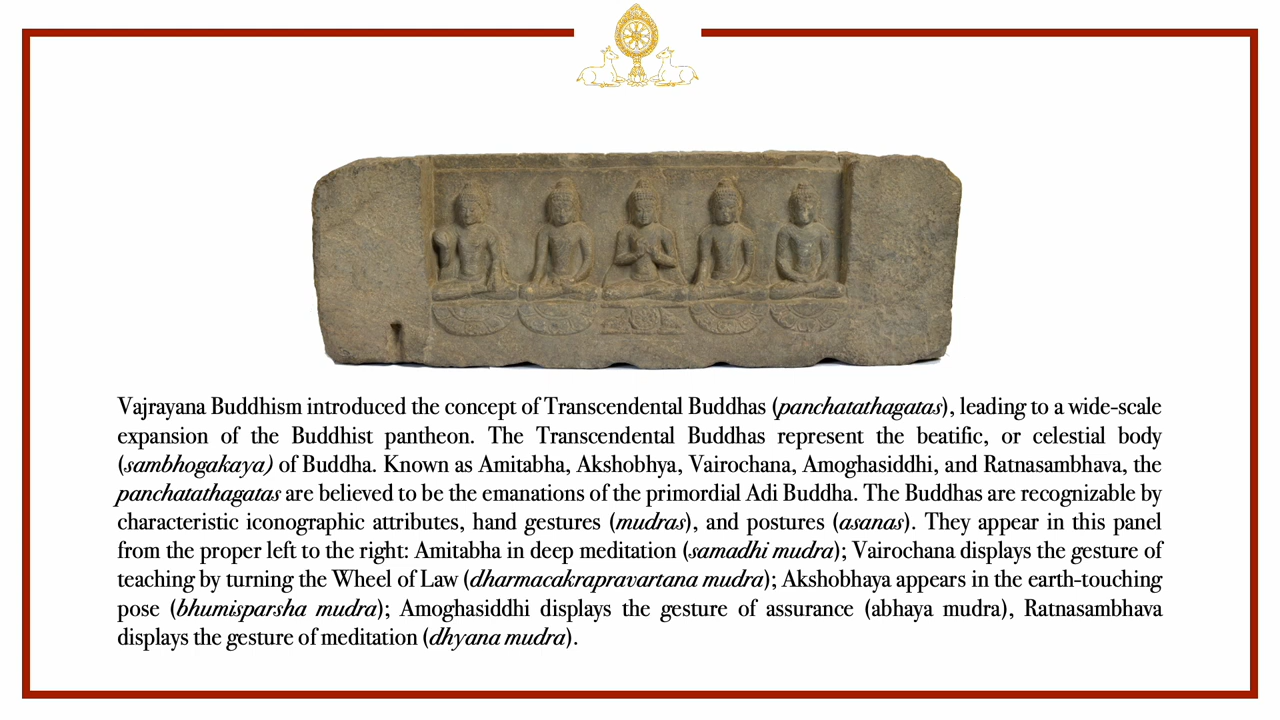 Vajrayana Buddhism introduced the concept of Transcendental Buddhas (panchatathagatas), leading to a wide-scale
expansion of the Buddhist pantheon. The Transcendental Buddhas represent the beatific, or celestial body
(sambhogakaya) of Buddha. Known as Amitabha, Akshobhya, Vairochana, Amoghasiddhi, and Ratnasambhava, the
panchatathagatas are believed to be the emanations of the primordial Adi Buddha. The Buddhas are recognizable by
characteristic iconographic attributes, hand gestures (mudras), and postures (asanas). They appear in this panel
from the proper left to the right: Amitabha in deep meditation (samadhi mudra); Vairochana displays the gesture of
teaching by turning the Wheel of Law (dharmacakrapravartana mudra); Akshobhaya appears in the earth-touching
pose (bhumisparsha mudra); Amoghasiddhi displays the gesture of assurance (abhaya mudra), Ratnasambhava
displays the gesture of meditation (dhyana mudra).